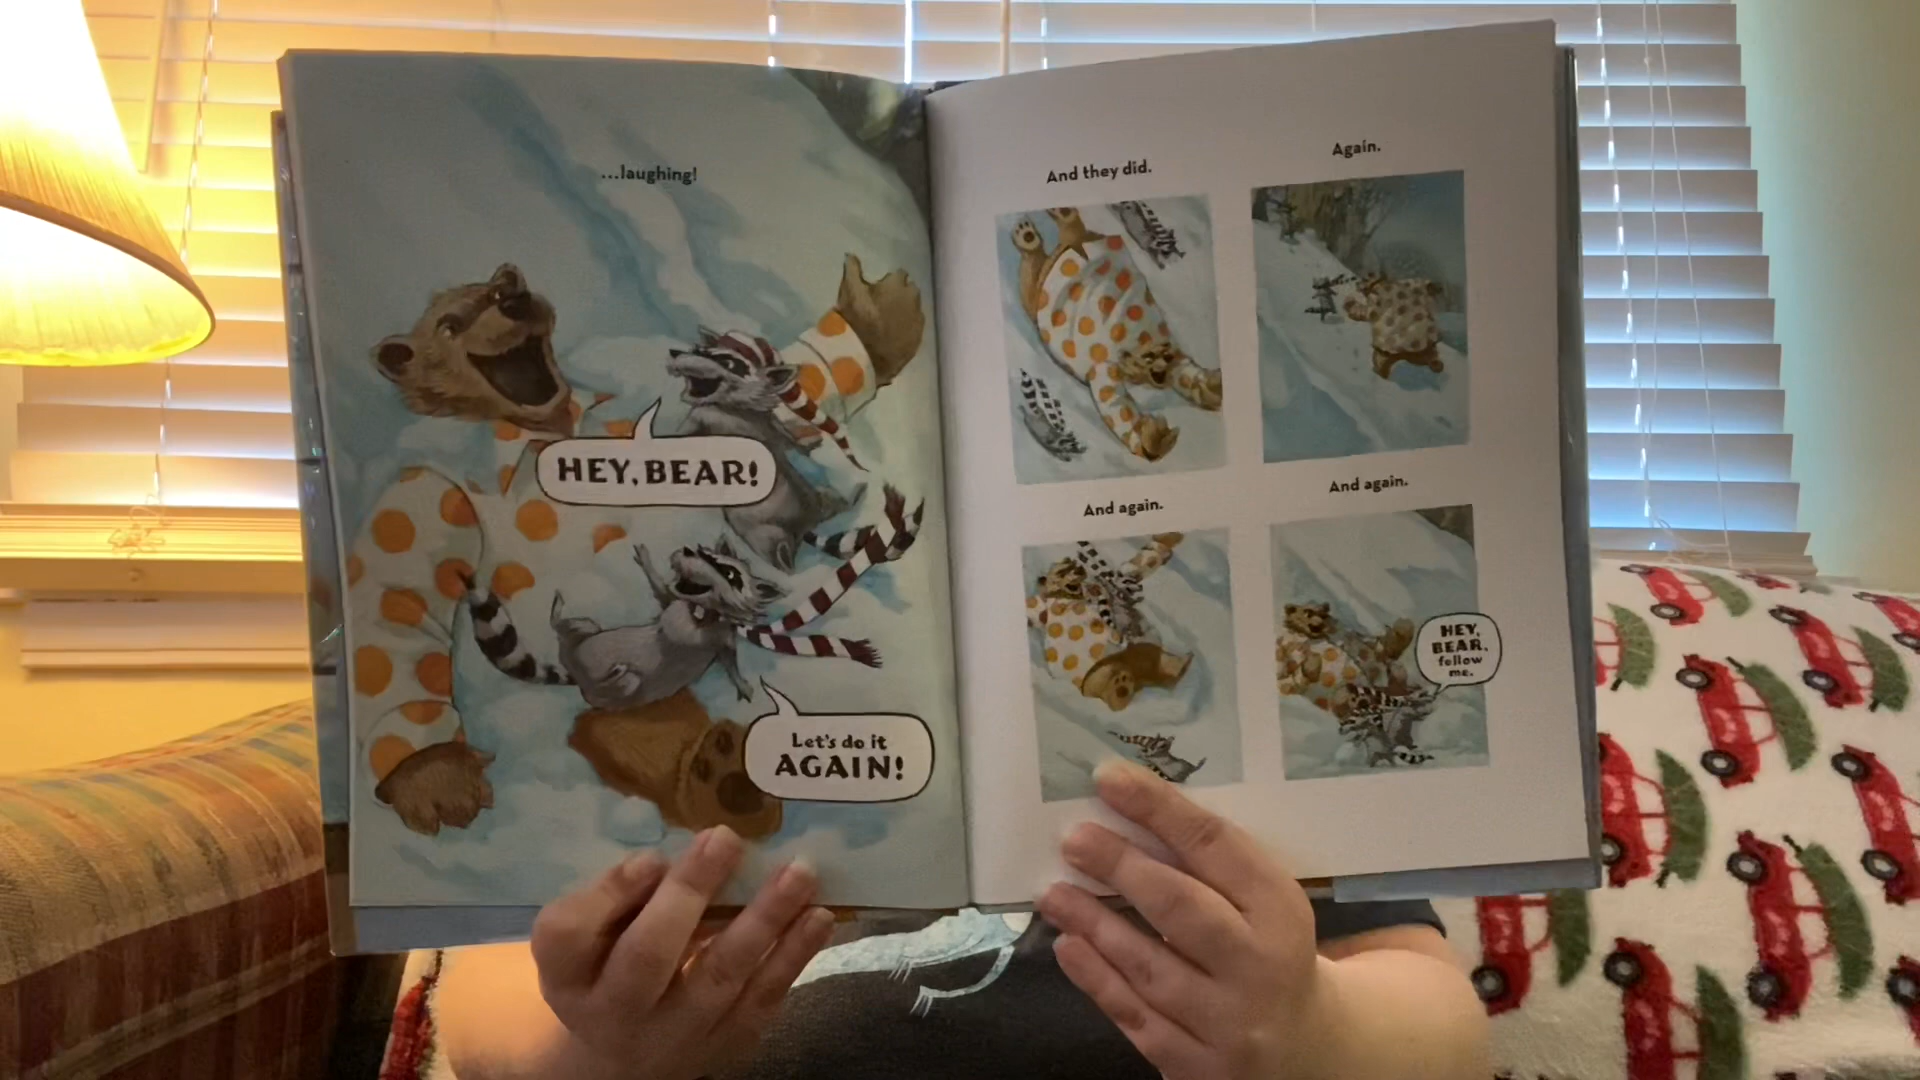 ...laughing!
HEY, BEAR!
Let's do it
AGAIN!
And they did.
Again.
And again.
And again.
HEY,
BEAR,
follow
me.